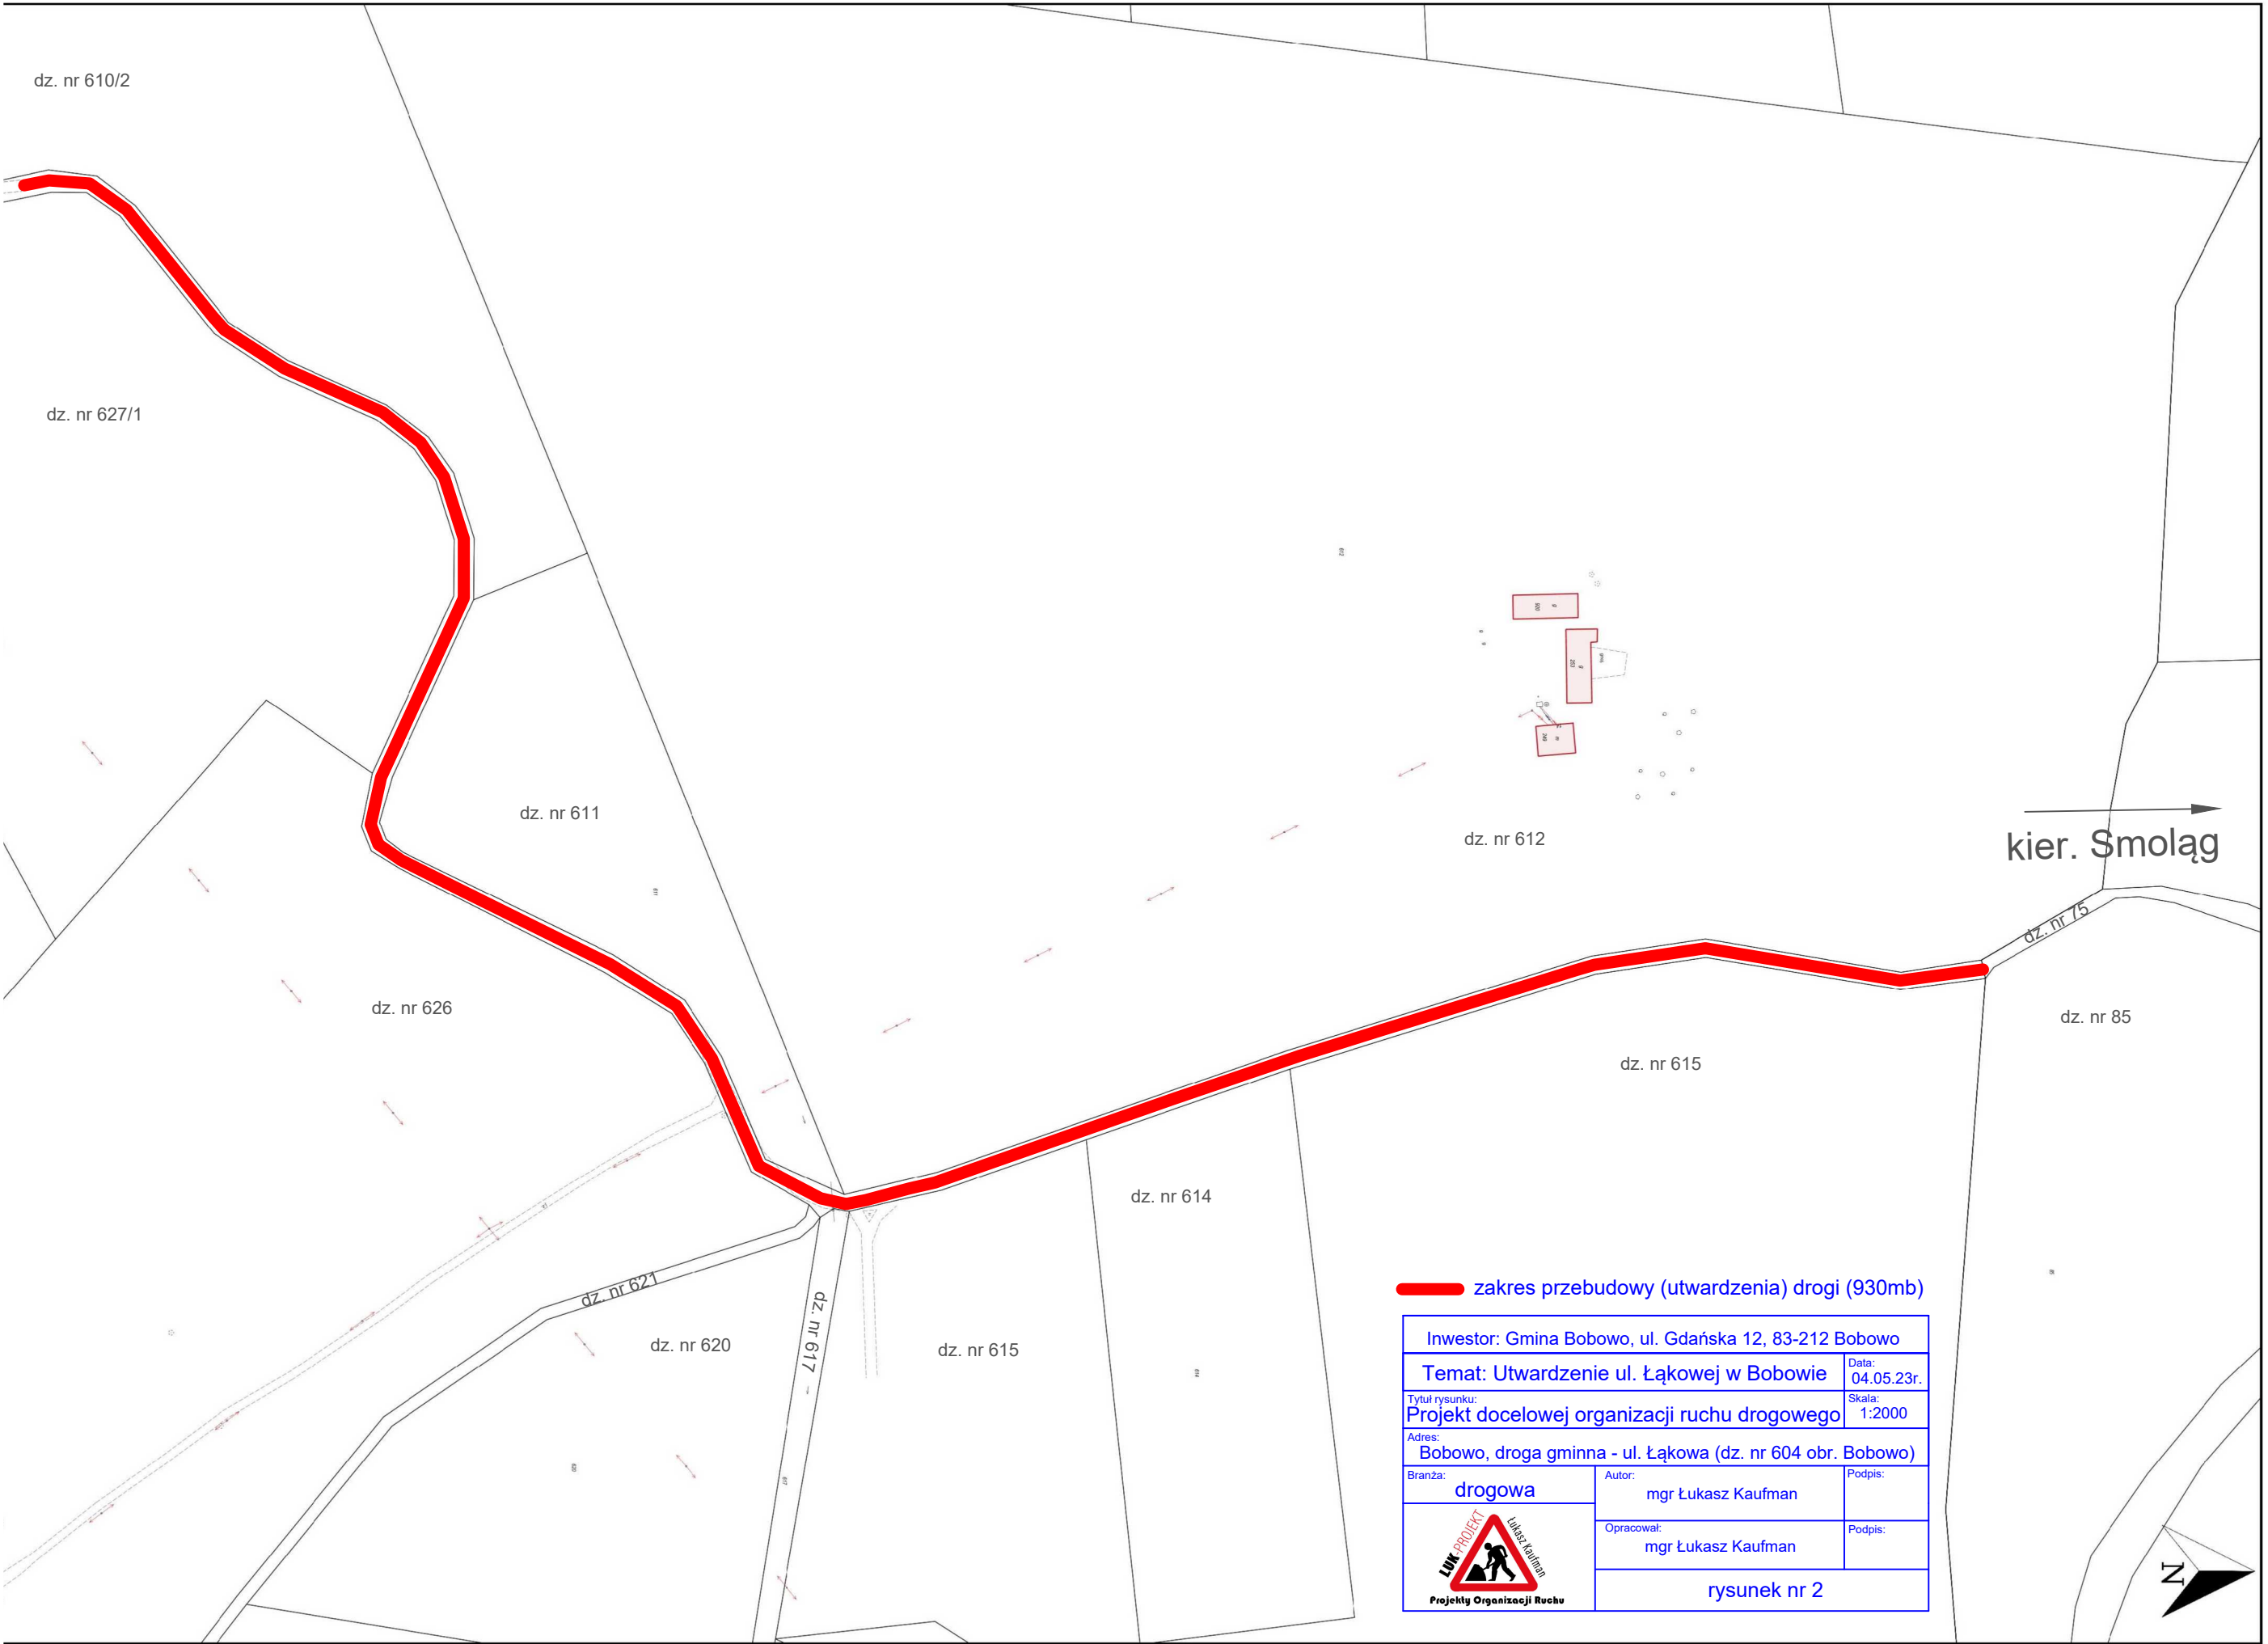 dz. nr 610/2
dz. nr 627/1
612
dz. nr 611
dz. nr 612
kier. Smoląg
611
dz. nr 75
dz. nr 626
dz. nr 85
dz. nr 615
dz. nr 614
dz. nr 621
dz. nr 617
dz. nr 620
dz. nr 615
614
620
617
zakres przebudowy (utwardzenia) drogi (930mb)
Inwestor: Gmina Bobowo, ul. Gdańska 12, 83-212 Bobowo
Temat: Utwardzenie ul. Łąkowej w Bobowie
Data:
04.05.23r.
Tytuł rysunku:
Projekt docelowej organizacji ruchu drogowego
Skala:
1:2000
Adres:
Bobowo, droga gminna - ul. Łąkowa (dz. nr 604 obr. Bobowo)
Branża:
drogowa
Autor:
mgr Łukasz Kaufman
Podpis:
Opracował:
mgr Łukasz Kaufman
Podpis:
rysunek nr 2
LUK-PROJEKT
Łukasz Kaufman
Projekty Organizacji Ruchu
N